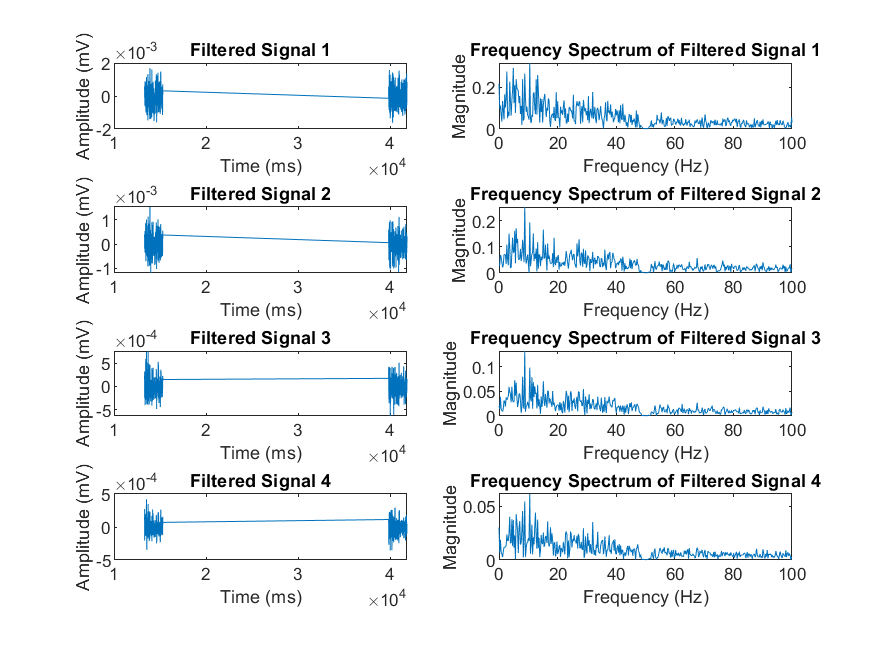 ×10⁻³ Filtered Signal 1
Amplitude (mV)
2
0
-2
1 2 3 4
Time (ms) ×10⁴
Frequency Spectrum of Filtered Signal 1
Magnitude
0.2
0
0 20 40 60 80 100
Frequency (Hz)
×10⁻³ Filtered Signal 2
Amplitude (mV)
1
0
-1
1 2 3 4
Time (ms) ×10⁴
Frequency Spectrum of Filtered Signal 2
Magnitude
0.2
0.1
0
0 20 40 60 80 100
Frequency (Hz)
×10⁻⁴ Filtered Signal 3
Amplitude (mV)
5
0
-5
1 2 3 4
Time (ms) ×10⁴
Frequency Spectrum of Filtered Signal 3
Magnitude
0.1
0.05
0
0 20 40 60 80 100
Frequency (Hz)
×10⁻⁴ Filtered Signal 4
Amplitude (mV)
5
0
-5
1 2 3 4
Time (ms) ×10⁴
Frequency Spectrum of Filtered Signal 4
Magnitude
0.05
0
0 20 40 60 80 100
Frequency (Hz)